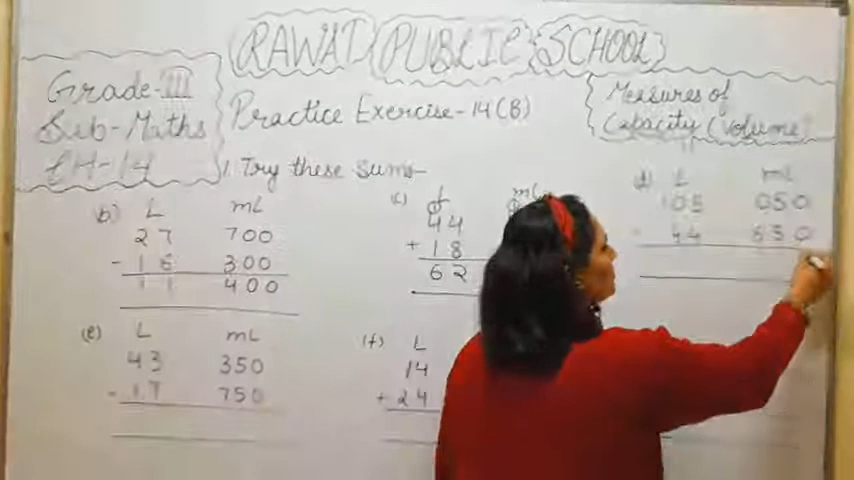 RAWAT PUBLIC SCHOOL
Grade-III
Sub-Maths
CH-14
Practice Exercise-14(B)
Measures of
Capacity (Volume)
1. Try these Sums-
b) L mL
27 700
- 16 300
11 400
(c) L mL
44
+ 18
62
(d) L mL
105 050
- 44 850
(e) L mL
43 350
- 17 750
(f) L
14
+ 24